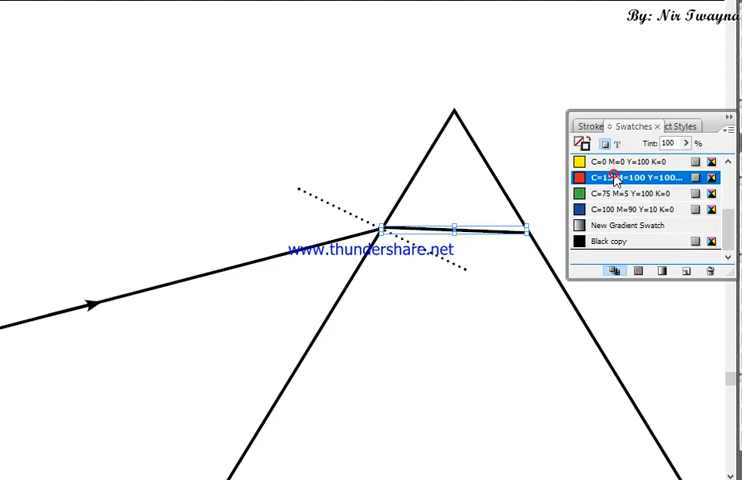 By: Nir Twayna
Stroke Swatches ct Styles
Tint: 100 %
C=0 M=0 Y=100 K=0
C=15 M=100 Y=100...
C=75 M=5 Y=100 K=0
C=100 M=90 Y=10 K=0
New Gradient Swatch
Black copy
www.thundershare.net